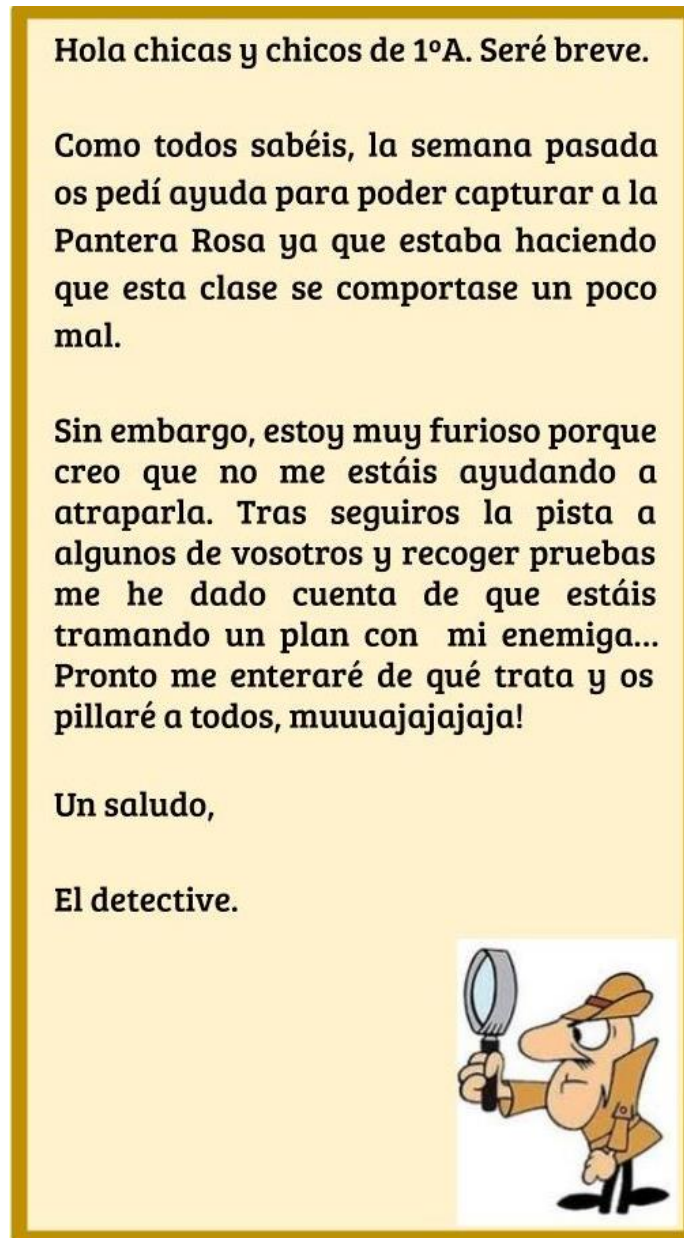 Hola chicas y chicos de 1ºA. Seré breve.
Como todos sabéis, la semana pasada
os pedí ayuda para poder capturar a la
Pantera Rosa ya que estaba haciendo
que esta clase se comportase un poco
mal.
Sin embargo, estoy muy furioso porque
creo que no me estáis ayudando a
atraparla. Tras seguiros la pista a
algunos de vosotros y recoger pruebas
me he dado cuenta de que estáis
tramando un plan con mi enemiga...
Pronto me enteraré de qué trata y os
pillaré a todos, muuuajajajaja!
Un saludo,
El detective.